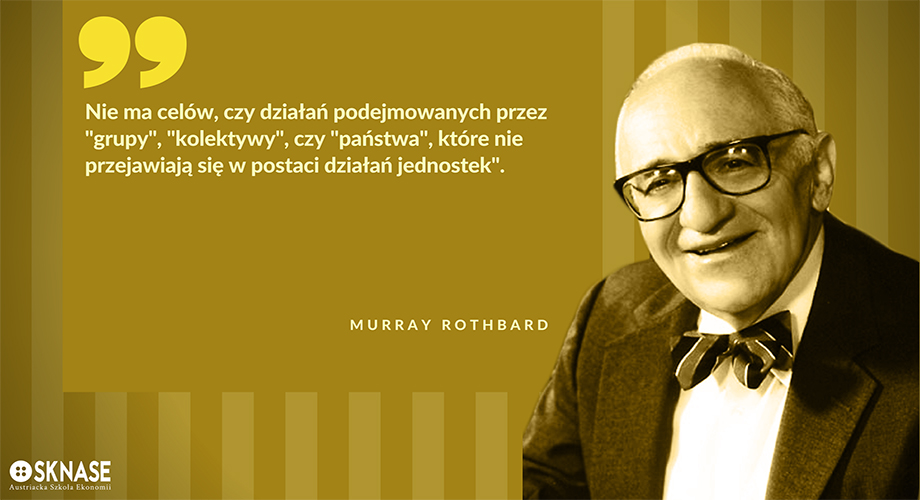 Nie ma celów, czy działań podejmowanych przez
"grupy", "kolektywy", czy "państwa", które nie
przejawiają się w postaci działań jednostek".
MURRAY ROTHBARD
SKNASE
Austriacka Szkoła Ekonomii